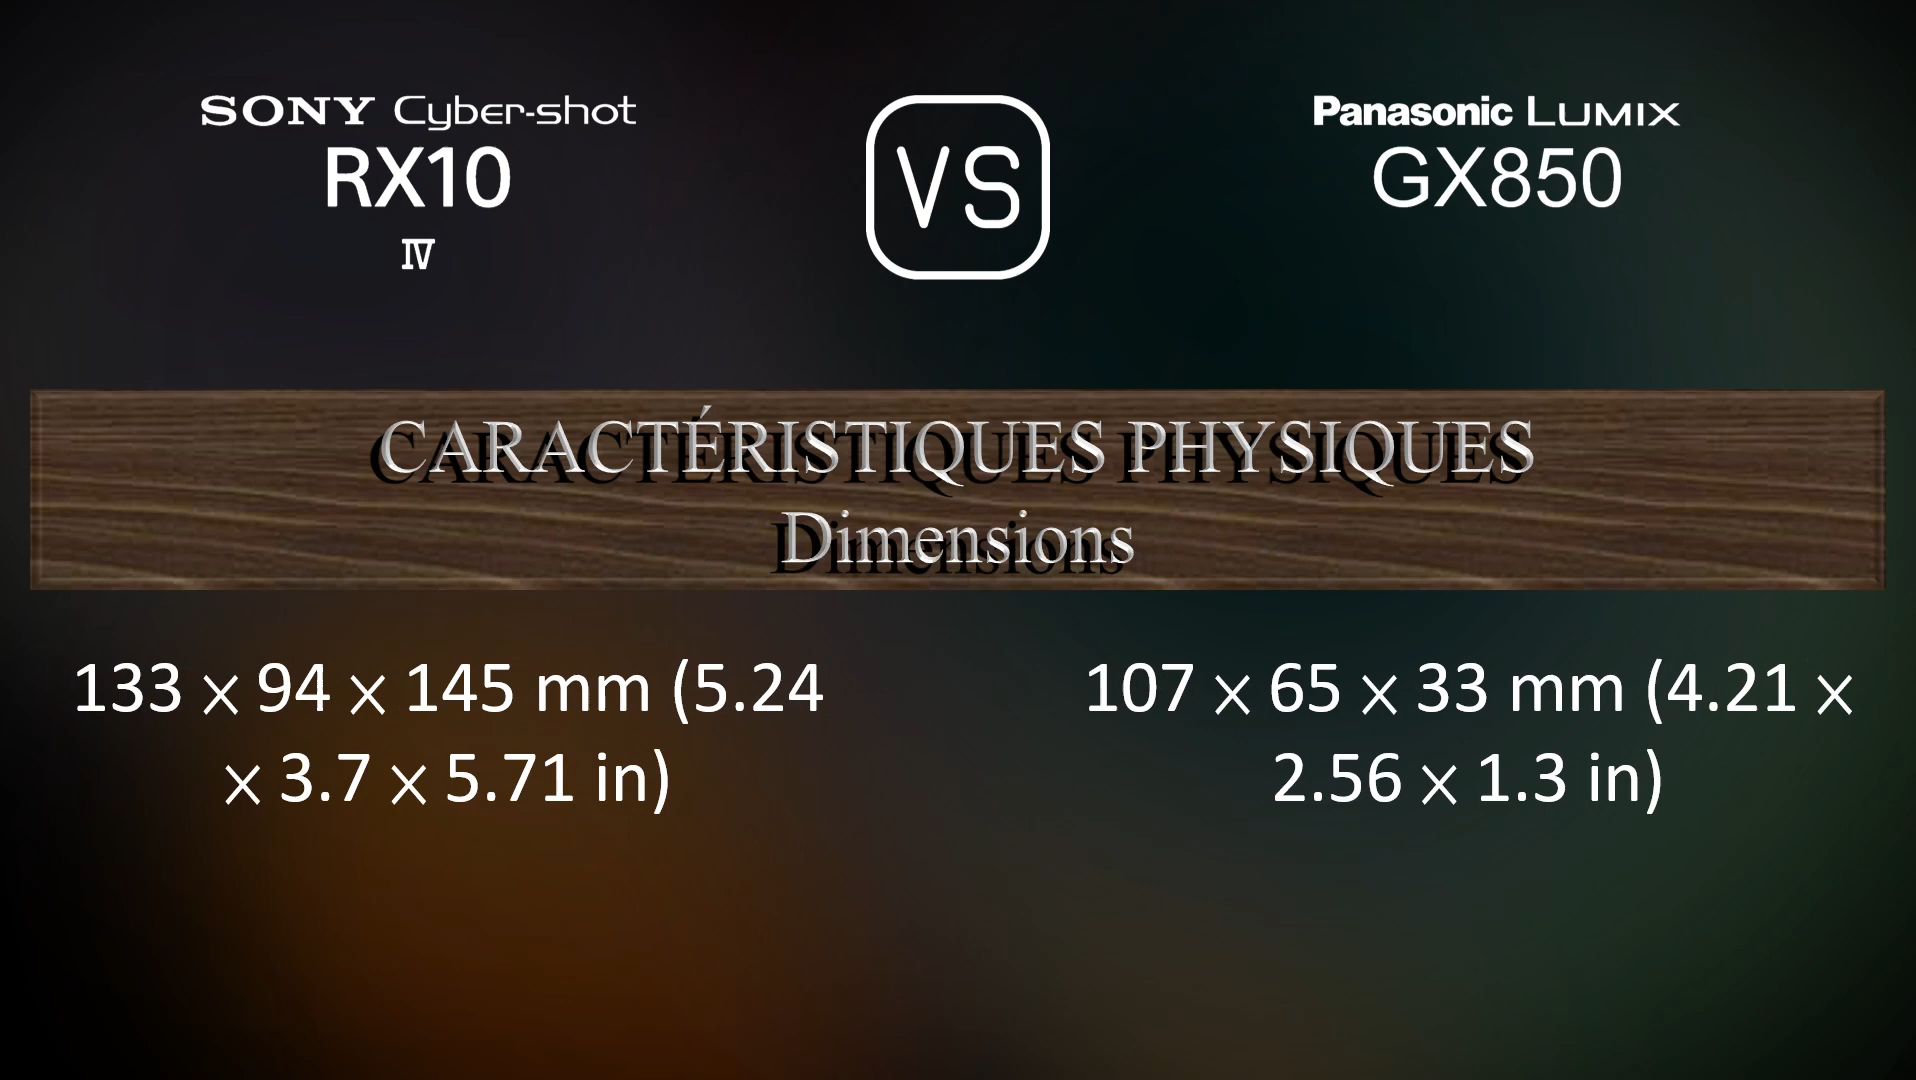 SONY Cyber-shot
RX10
IV
VS
Panasonic LUMIX
GX850
CARACTÉRISTIQUES PHYSIQUES
Dimensions
133 x 94 x 145 mm (5.24
x 3.7 x 5.71 in)
107 x 65 x 33 mm (4.21 x
2.56 x 1.3 in)